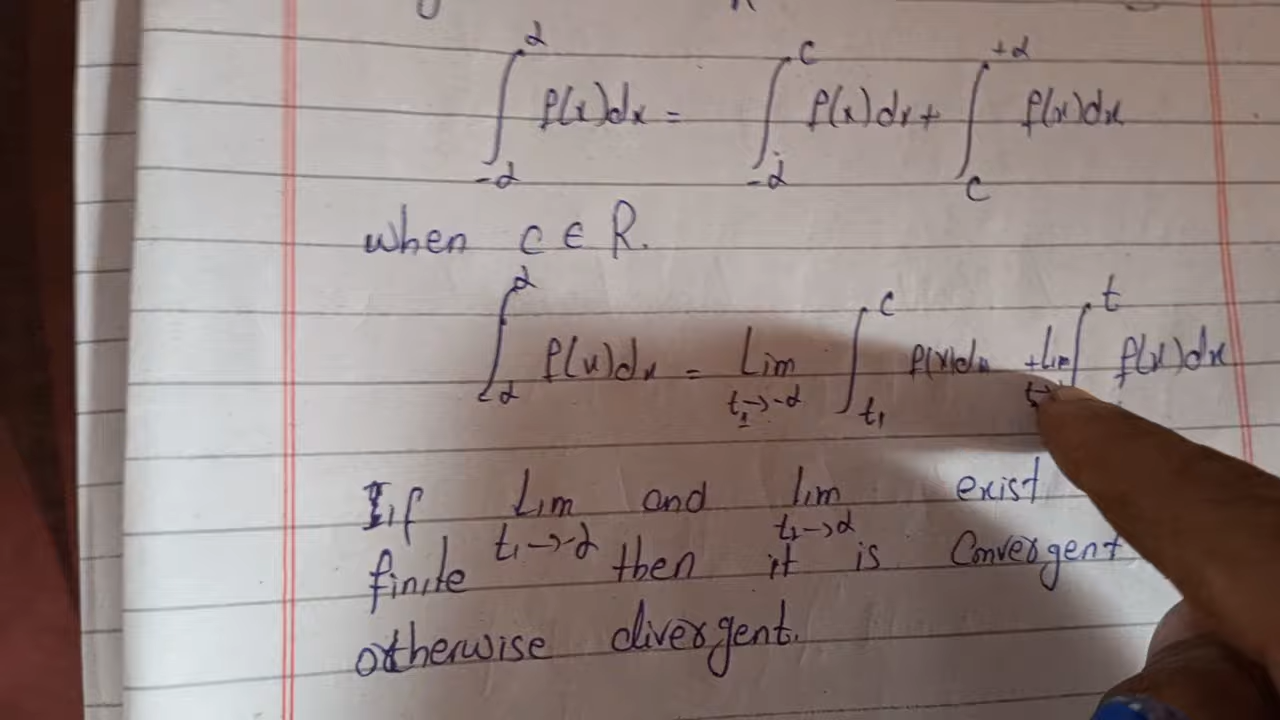 ∫_{-∞}^{∞} f(x)dx = ∫_{-∞}^{c} f(x)dx + ∫_{c}^{+∞} f(x)dx
when c ∈ R.
∫_{-∞}^{∞} f(x)dx = Lim_{t₁→-∞} ∫_{t₁}^{c} f(x)dx + Lim ∫^{t} f(x)dx
If Lim_{t₁→-∞} and lim_{t₂→∞} exist
finite then it is Convergent
otherwise divergent.